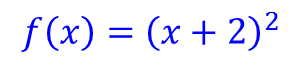 f(x) = (x + 2)²